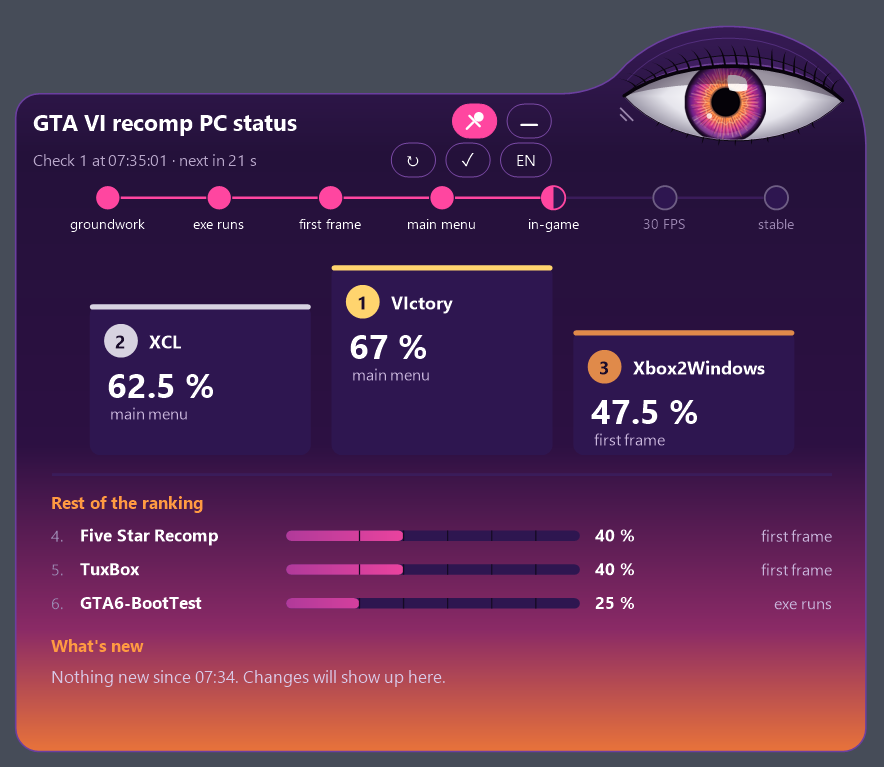 GTA VI recomp PC status
Check 1 at 07:35:01 · next in 21 s
↻ ✓ EN
groundwork exe runs first frame main menu in-game 30 FPS stable
1 VIctory
67 %
main menu
2 XCL
62.5 %
main menu
3 Xbox2Windows
47.5 %
first frame
Rest of the ranking
4. Five Star Recomp 40 % first frame
5. TuxBox 40 % first frame
6. GTA6-BootTest 25 % exe runs
What's new
Nothing new since 07:34. Changes will show up here.